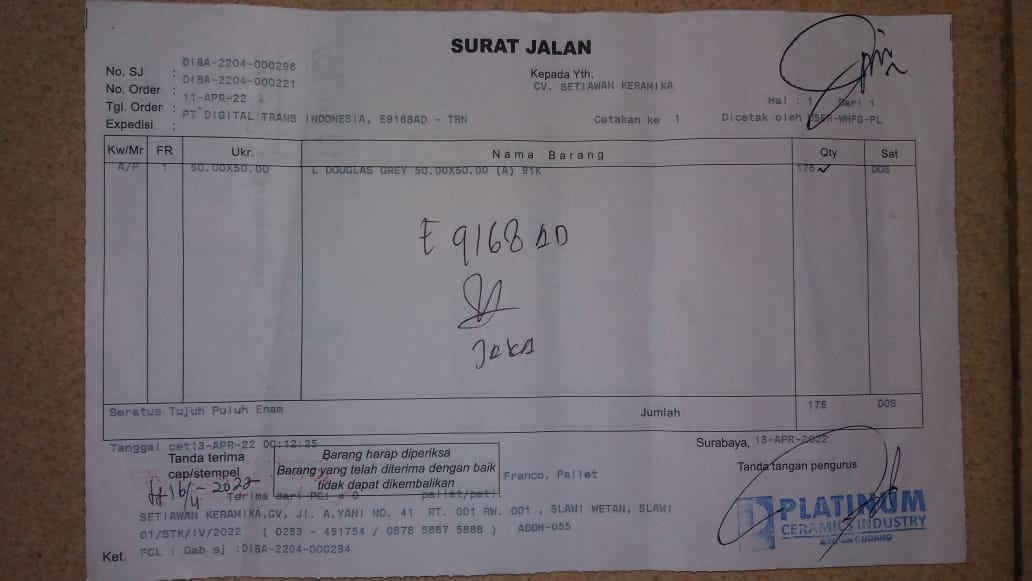 SURAT JALAN
No. SJ : DIBA-2204-000296
No. Order : DIBA-2204-000221
Tgl. Order : 11-APR-22
Expedisi : PT DIGITAL TRANS INDONESIA, E9168AD - TRN
Kepada Yth,
CV. SETIAWAN KERAMIKA
Hal : 1 Dari 1
Cetakan ke 1 Dicetak oleh USER-WHFG-PL
Kw/Mr FR Ukr. Nama Barang Qty Sat
A/P 1 50.00X50.00 L DOUGLAS GREY 50.00X50.00 (A) 91K 176 DOS
E 9168 AD
JAKA
Seratus Tujuh Puluh Enam Jumlah 176 DOS
Tanggal cet13-APR-22 00:12:25
Surabaya, 13-APR-2022
Tanda terima
cap/stempel
Barang harap diperiksa
Barang yang telah diterima dengan baik
tidak dapat dikembalikan
Franco, Pallet
Tanda tangan pengurus
16/4-2022
Terima dari PCI = 0 pallet/peti.
SETIAWAN KERAMIKA,CV, Jl. A.YANI NO. 41 RT. 001 RW. 001 , SLAWI WETAN, SLAWI
01/STK/IV/2022 ( 0283 - 491754 / 0878 5887 5888 ) ADDH-055
Ket. FCL : Gab sj :DIBA-2204-000294
PLATINUM
CERAMICS INDUSTRY
BAGIAN GUDANG